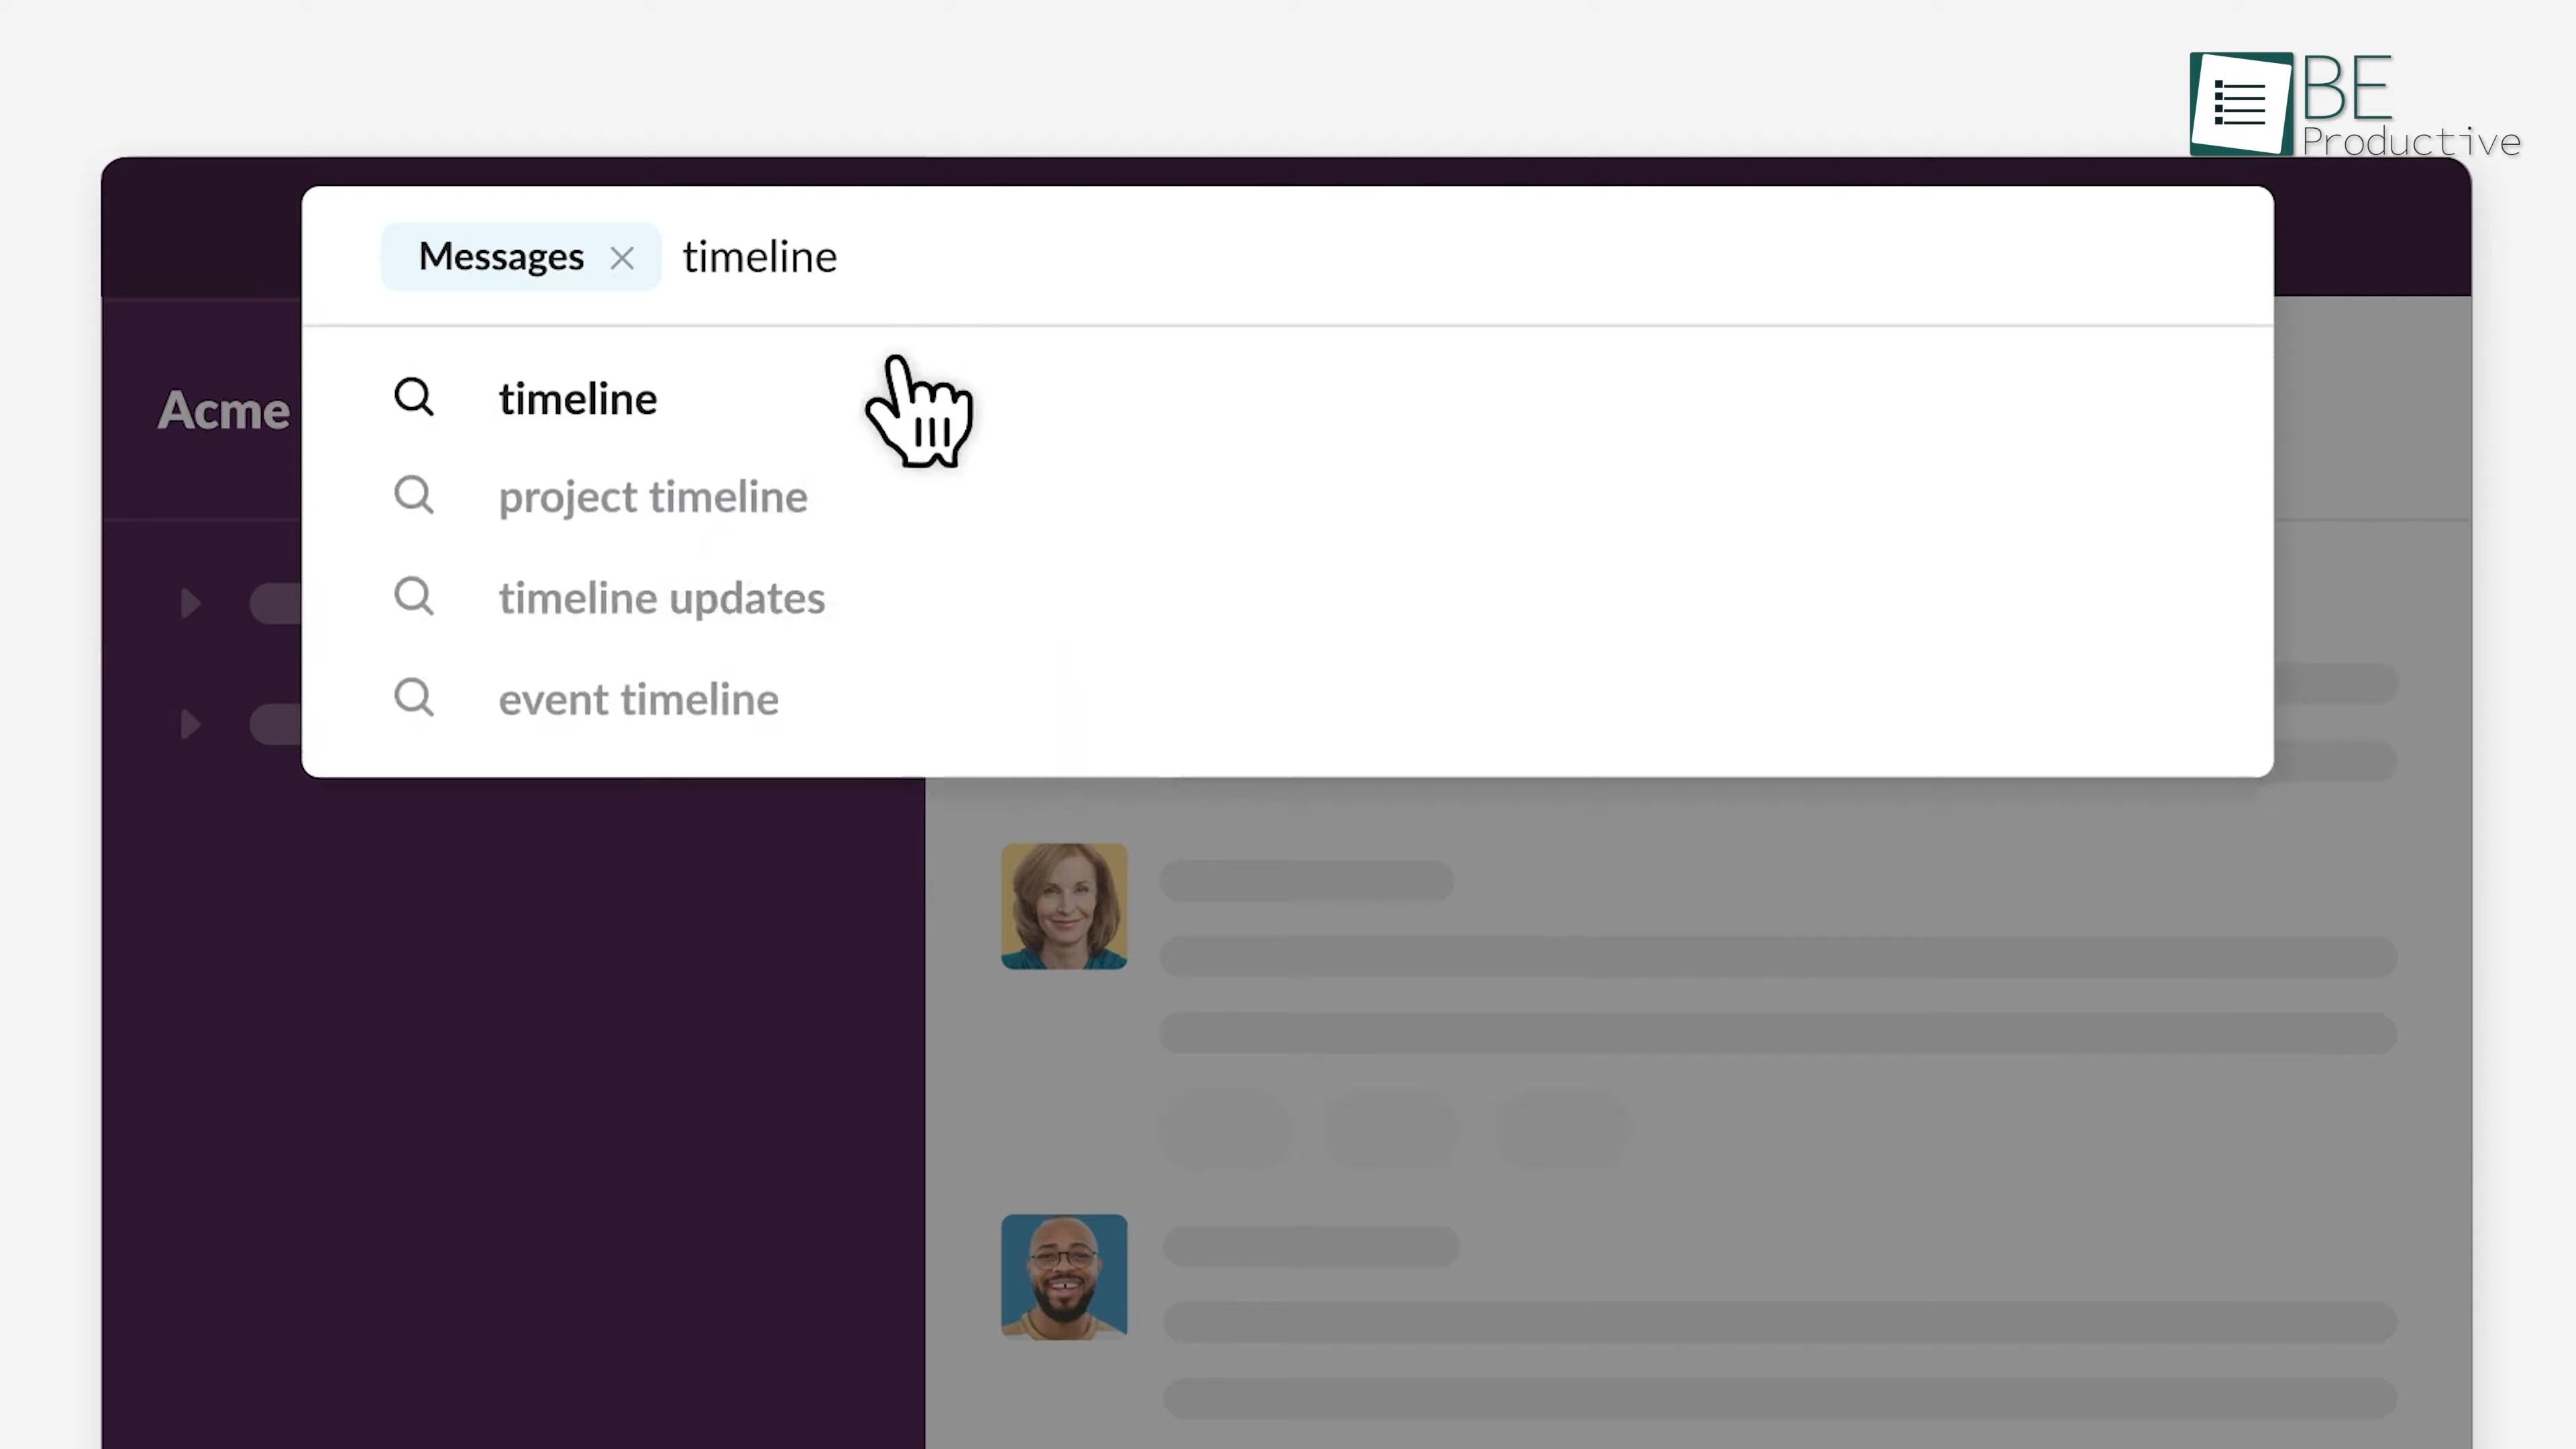 BE
Productive
Messages timeline
timeline
Acme
project timeline
timeline updates
event timeline